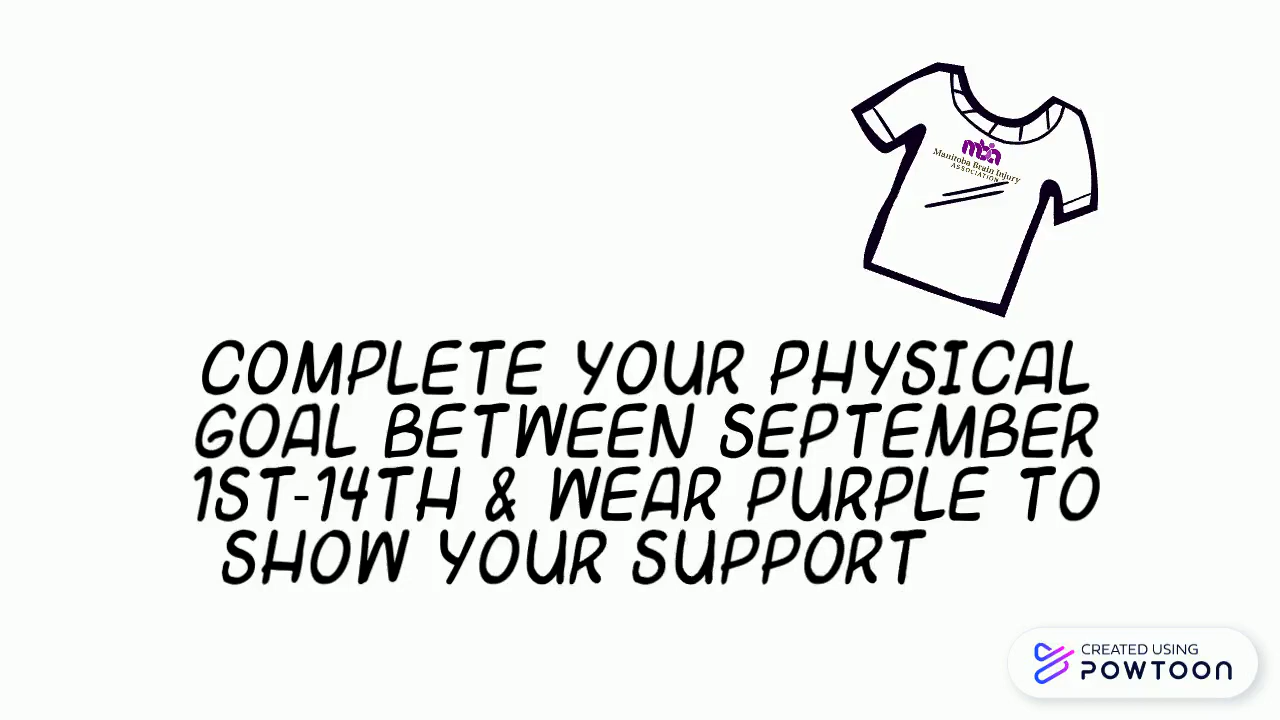 mbia
Manitoba Brain Injury
ASSOCIATION
COMPLETE YOUR PHYSICAL
GOAL BETWEEN SEPTEMBER
1ST-14TH & WEAR PURPLE TO
SHOW YOUR SUPPORT
CREATED USING
POWTOON